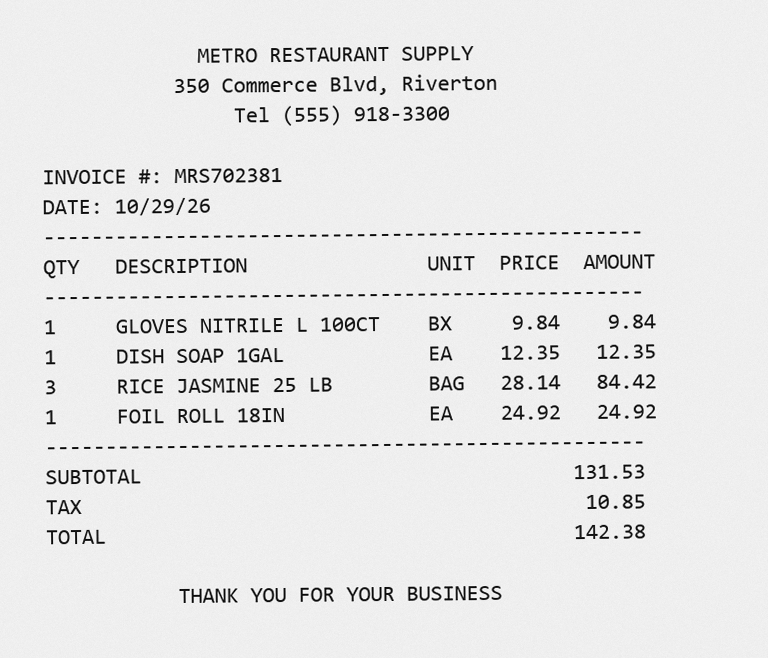 METRO RESTAURANT SUPPLY
350 Commerce Blvd, Riverton
Tel (555) 918-3300
INVOICE #: MRS702381
DATE: 10/29/26
--------------------------------------------------
QTY DESCRIPTION UNIT PRICE AMOUNT
--------------------------------------------------
1 GLOVES NITRILE L 100CT BX 9.84 9.84
1 DISH SOAP 1GAL EA 12.35 12.35
3 RICE JASMINE 25 LB BAG 28.14 84.42
1 FOIL ROLL 18IN EA 24.92 24.92
--------------------------------------------------
SUBTOTAL 131.53
TAX 10.85
TOTAL 142.38
THANK YOU FOR YOUR BUSINESS